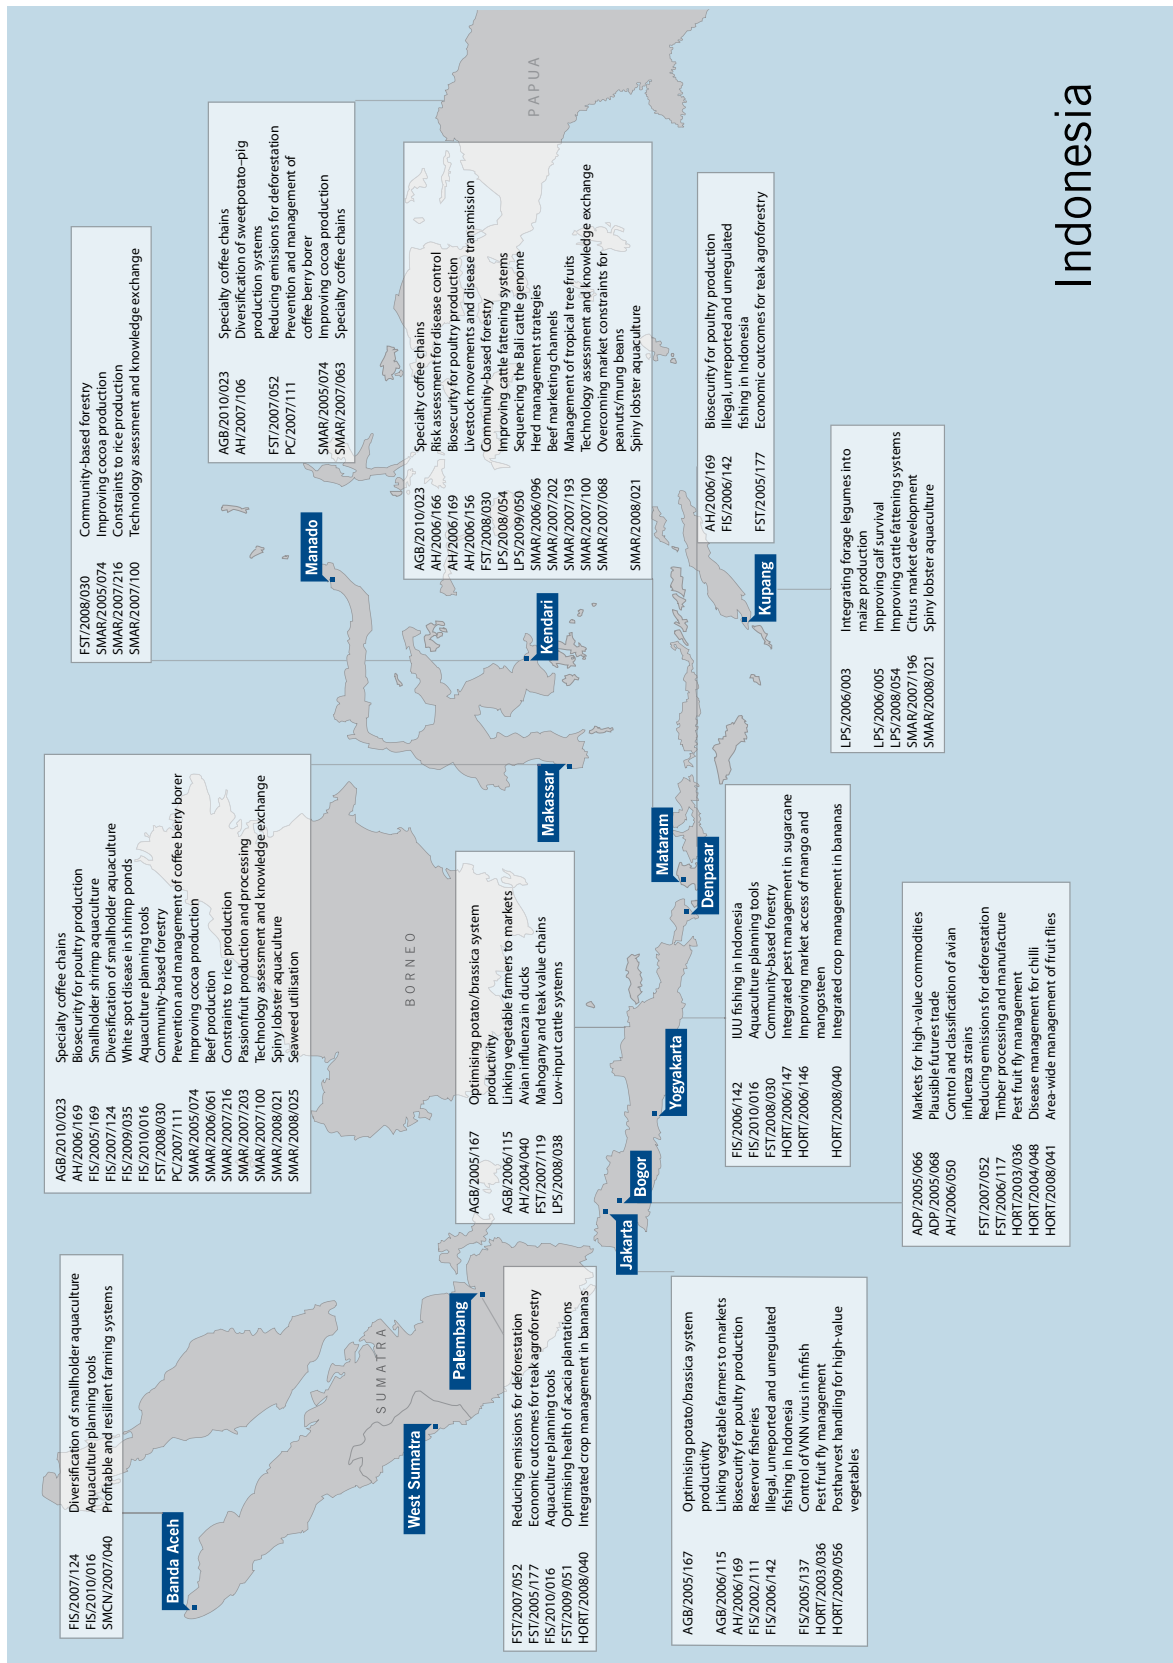 Indonesia
FIS/2007/124 Diversification of smallholder aquaculture
FIS/2010/016 Aquaculture planning tools
SMCN/2007/040 Profitable and resilient farming systems
Banda Aceh
AGB/2010/023 Specialty coffee chains
AH/2006/169 Biosecurity for poultry production
FIS/2005/169 Smallholder shrimp aquaculture
FIS/2007/124 Diversification of smallholder aquaculture
FIS/2009/035 White spot disease in shrimp ponds
FIS/2010/016 Aquaculture planning tools
FST/2008/030 Community-based forestry
PC/2007/111 Prevention and management of coffee berry borer
SMAR/2005/074 Improving cocoa production
SMAR/2006/061 Beef production
SMAR/2007/216 Constraints to rice production
SMAR/2007/203 Passionfruit production and processing
SMAR/2007/100 Technology assessment and knowledge exchange
SMAR/2008/021 Spiny lobster aquaculture
SMAR/2008/025 Seaweed utilisation
FST/2008/030 Community-based forestry
SMAR/2005/074 Improving cocoa production
SMAR/2007/216 Constraints to rice production
SMAR/2007/100 Technology assessment and knowledge exchange
AGB/2010/023 Specialty coffee chains
AH/2007/106 Diversification of sweetpotato–pig
production systems
FST/2007/052 Reducing emissions for deforestation
PC/2007/111 Prevention and management of
coffee berry borer
SMAR/2005/074 Improving cocoa production
SMAR/2007/063 Specialty coffee chains
Manado
PAPUA
BORNEO
SUMATRA
West Sumatra
Palembang
Kendari
Makassar
AGB/2010/023 Specialty coffee chains
AH/2006/166 Risk assessment for disease control
AH/2006/169 Biosecurity for poultry production
AH/2006/156 Livestock movements and disease transmission
FST/2008/030 Community-based forestry
LPS/2008/054 Improving cattle fattening systems
LPS/2009/050 Sequencing the Bali cattle genome
SMAR/2006/096 Herd management strategies
SMAR/2007/202 Beef marketing channels
SMAR/2007/193 Management of tropical tree fruits
SMAR/2007/100 Technology assessment and knowledge exchange
SMAR/2007/068 Overcoming market constraints for
peanuts/mung beans
SMAR/2008/021 Spiny lobster aquaculture
AGB/2005/167 Optimising potato/brassica system
productivity
AGB/2006/115 Linking vegetable farmers to markets
AH/2004/040 Avian influenza in ducks
FST/2007/119 Mahogany and teak value chains
LPS/2008/038 Low-input cattle systems
FST/2007/052 Reducing emissions for deforestation
FST/2005/177 Economic outcomes for teak agroforestry
FIS/2010/016 Aquaculture planning tools
FST/2009/051 Optimising health of acacia plantations
HORT/2008/040 Integrated crop management in bananas
Jakarta
Bogor
Yogyakarta
Mataram
Denpasar
Kupang
AH/2006/169 Biosecurity for poultry production
FIS/2006/142 Illegal, unreported and unregulated
fishing in Indonesia
FST/2005/177 Economic outcomes for teak agroforestry
AGB/2005/167 Optimising potato/brassica system
productivity
AGB/2006/115 Linking vegetable farmers to markets
AH/2006/169 Biosecurity for poultry production
FIS/2002/111 Reservoir fisheries
FIS/2006/142 Illegal, unreported and unregulated
fishing in Indonesia
FIS/2005/137 Control of VNN virus in finfish
HORT/2003/036 Pest fruit fly management
HORT/2009/056 Postharvest handling for high-value
vegetables
FIS/2006/142 IUU fishing in Indonesia
FIS/2010/016 Aquaculture planning tools
FST/2008/030 Community-based forestry
HORT/2006/147 Integrated pest management in sugarcane
HORT/2006/146 Improving market access of mango and
mangosteen
HORT/2008/040 Integrated crop management in bananas
LPS/2006/003 Integrating forage legumes into
maize production
LPS/2006/005 Improving calf survival
LPS/2008/054 Improving cattle fattening systems
SMAR/2007/196 Citrus market development
SMAR/2008/021 Spiny lobster aquaculture
ADP/2005/066 Markets for high-value commodities
ADP/2005/068 Plausible futures trade
AH/2006/050 Control and classification of avian
influenza strains
FST/2007/052 Reducing emissions for deforestation
FST/2006/117 Timber processing and manufacture
HORT/2003/036 Pest fruit fly management
HORT/2004/048 Disease management for chilli
HORT/2008/041 Area-wide management of fruit flies